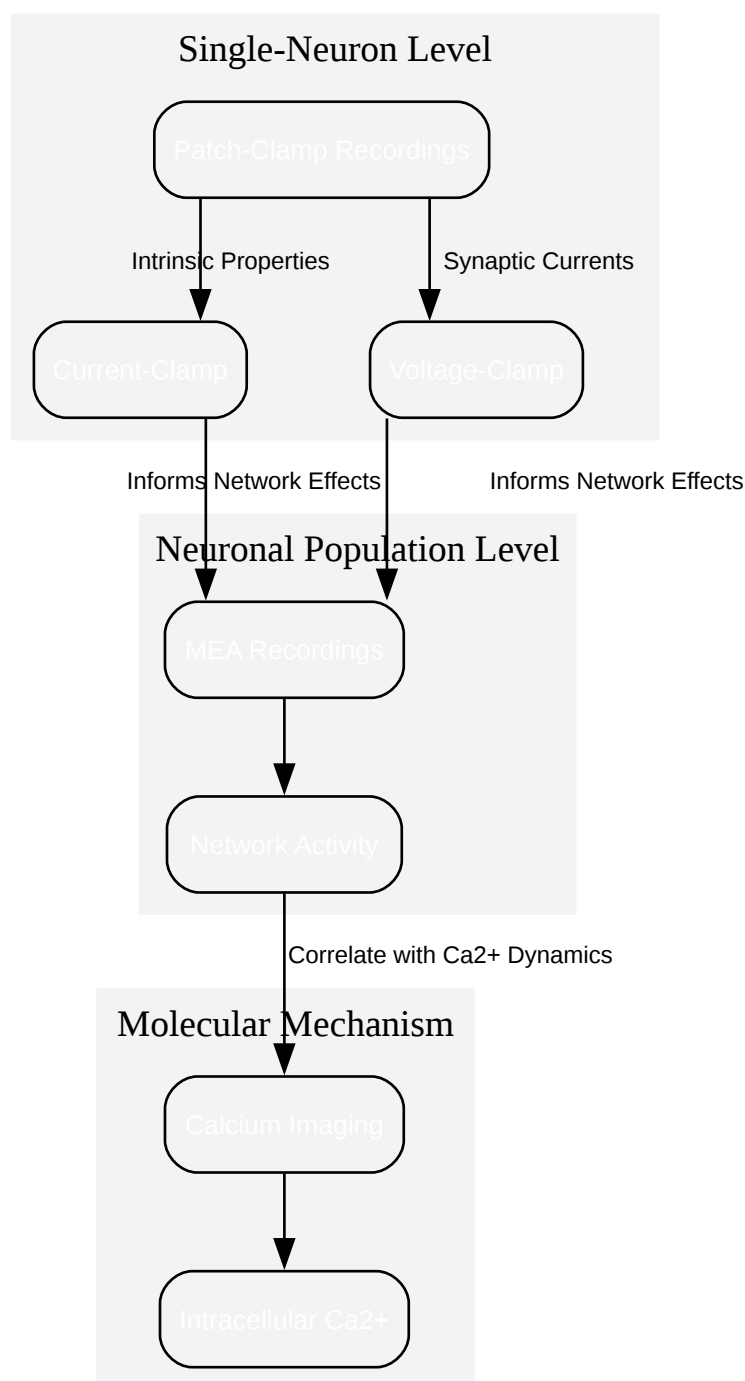 Single-Neuron Level
Patch-Clamp Recordings
Intrinsic Properties
Synaptic Currents
Current-Clamp
Voltage-Clamp
Informs Network Effects
Informs Network Effects
Neuronal Population Level
MEA Recordings
Network Activity
Correlate with Ca2+ Dynamics
Molecular Mechanism
Calcium Imaging
Intracellular Ca2+